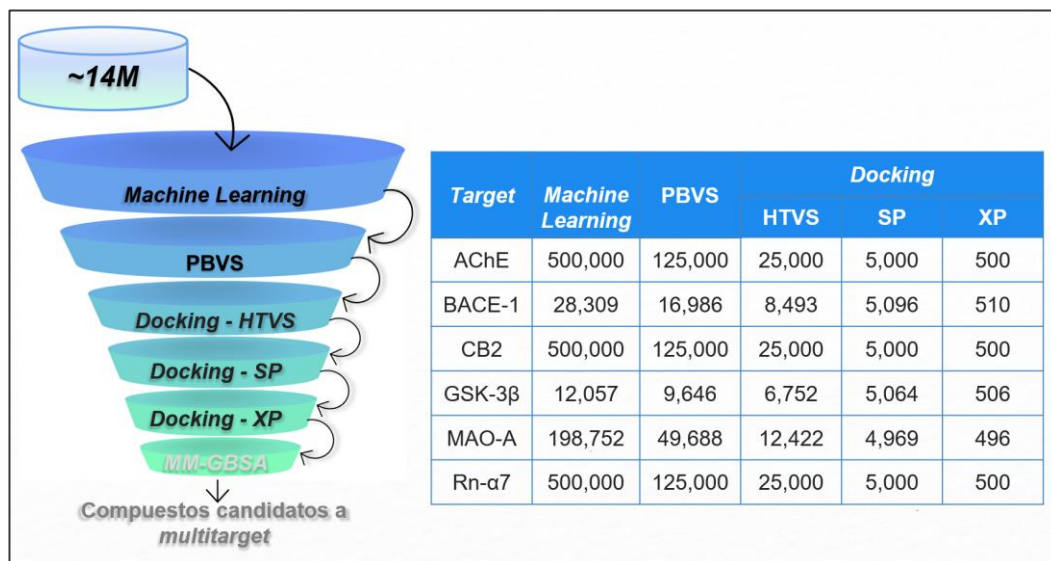 ~14M
Machine Learning
PBVS
Docking - HTVS
Docking - SP
Docking - XP
MM-GBSA
Compuestos candidatos a
multitarget
Target Machine Learning PBVS Docking
HTVS SP XP
AChE 500,000 125,000 25,000 5,000 500
BACE-1 28,309 16,986 8,493 5,096 510
CB2 500,000 125,000 25,000 5,000 500
GSK-3β 12,057 9,646 6,752 5,064 506
MAO-A 198,752 49,688 12,422 4,969 496
Rn-α7 500,000 125,000 25,000 5,000 500